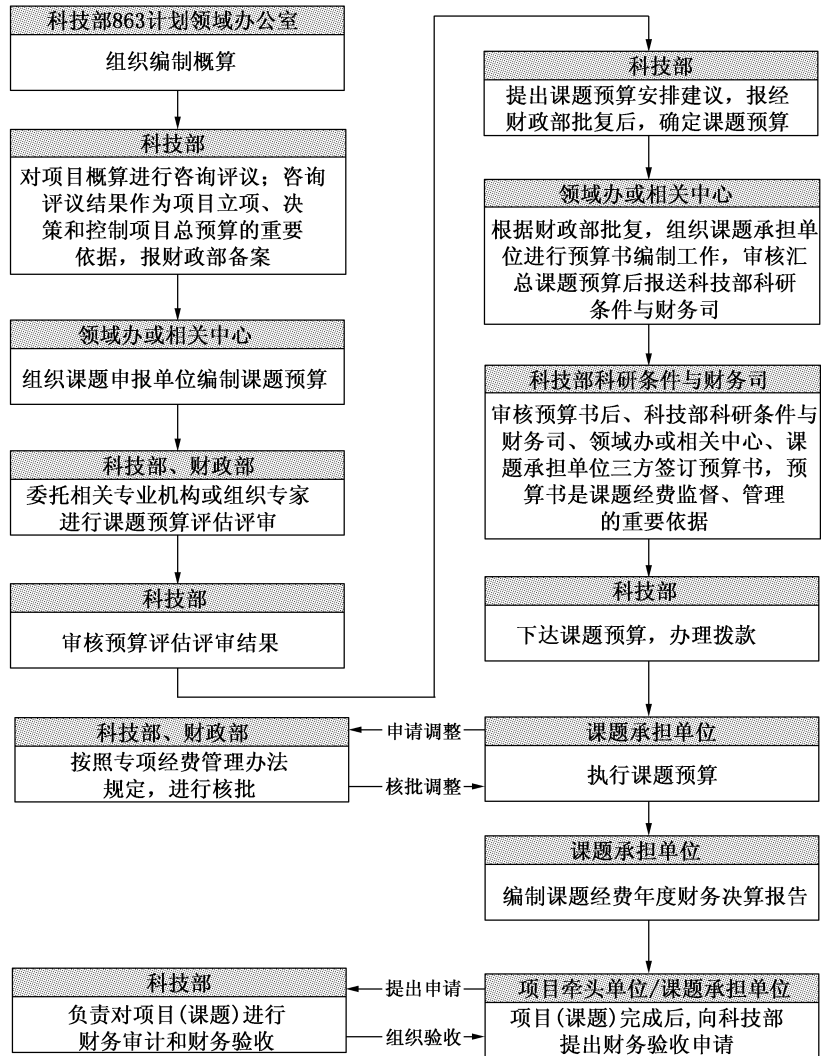 科技部863计划领域办公室
组织编制概算
科技部
对项目概算进行咨询评议；咨询
评议结果作为项目立项、决
策和控制项目总预算的重要
依据，报财政部备案
领域办或相关中心
组织课题申报单位编制课题预算
科技部、财政部
委托相关专业机构或组织专家
进行课题预算评估评审
科技部
审核预算评估评审结果
科技部
提出课题预算安排建议，报经
财政部批复后，确定课题预算
领域办或相关中心
根据财政部批复，组织课题承担单
位进行预算书编制工作，审核汇
总课题预算后报送科技部科研
条件与财务司
科技部科研条件与财务司
审核预算书后、科技部科研条件与
财务司、领域办或相关中心、课
题承担单位三方签订预算书，预
算书是课题经费监督、管理
的重要依据
科技部
下达课题预算，办理拨款
课题承担单位
执行课题预算
申请调整
核批调整
科技部、财政部
按照专项经费管理办法
规定，进行核批
课题承担单位
编制课题经费年度财务决算报告
项目牵头单位/课题承担单位
项目(课题)完成后,向科技部
提出财务验收申请
提出申请
组织验收
科技部
负责对项目(课题)进行
财务审计和财务验收